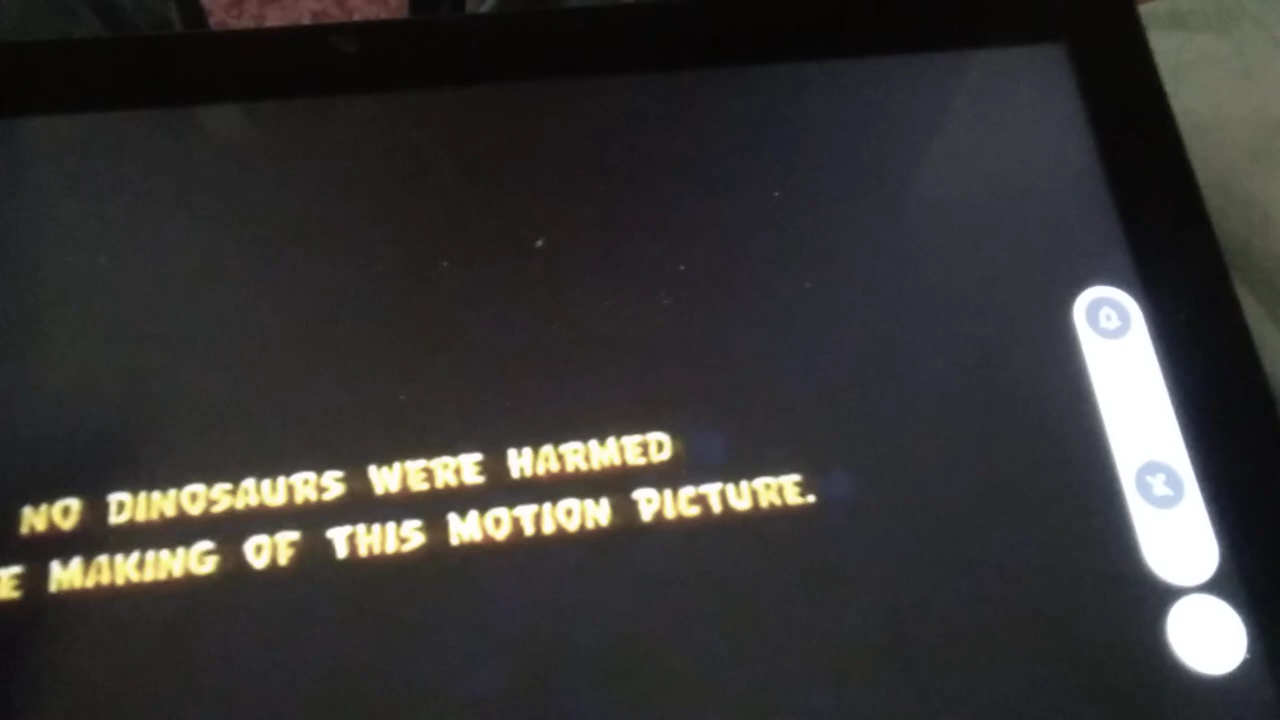 NO DINOSAURS WERE HARMED
E MAKING OF THIS MOTION PICTURE.